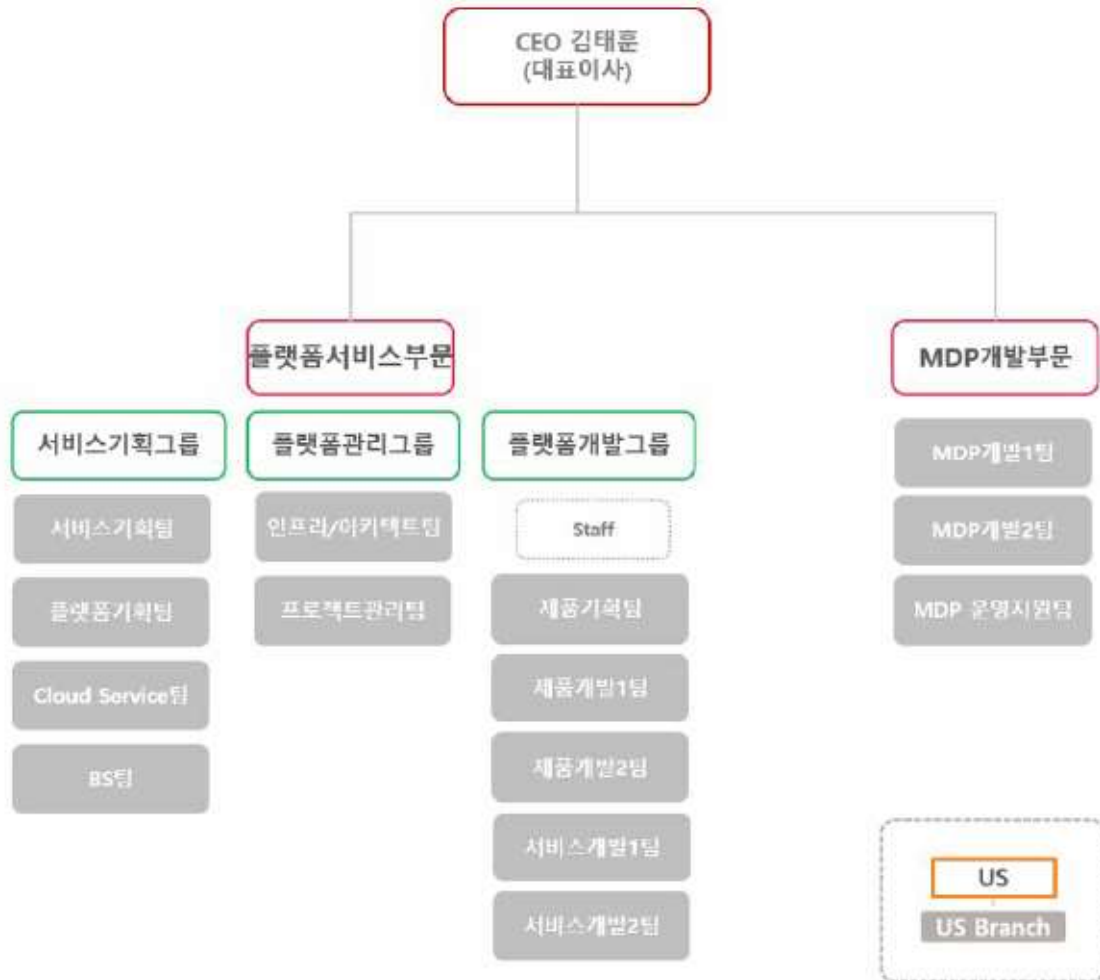 CEO 김태훈
(대표이사)
플랫폼서비스부문
MDP개발부문
서비스기획그룹
플랫폼관리그룹
플랫폼개발그룹
서비스기획팀
플랫폼기획팀
Cloud Service팀
BS팀
인프라/아키텍트팀
프로젝트관리팀
Staff
제품기획팀
제품개발1팀
제품개발2팀
서비스개발1팀
서비스개발2팀
MDP개발1팀
MDP개발2팀
MDP 운영지원팀
US
US Branch